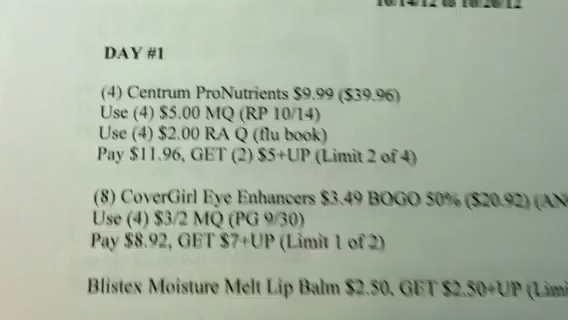 DAY #1
(4) Centrum ProNutrients $9.99 ($39.96)
Use (4) $5.00 MQ (RP 10/14)
Use (4) $2.00 RA Q (flu book)
Pay $11.96, GET (2) $5+UP (Limit 2 of 4)
(8) CoverGirl Eye Enhancers $3.49 BOGO 50% ($20.92)
Use (4) $3/2 MQ (PG 9/30)
Pay $8.92, GET $7+UP (Limit 1 of 2)
Blistex Moisture Melt Lip Balm $2.50, GET $2.50+UP